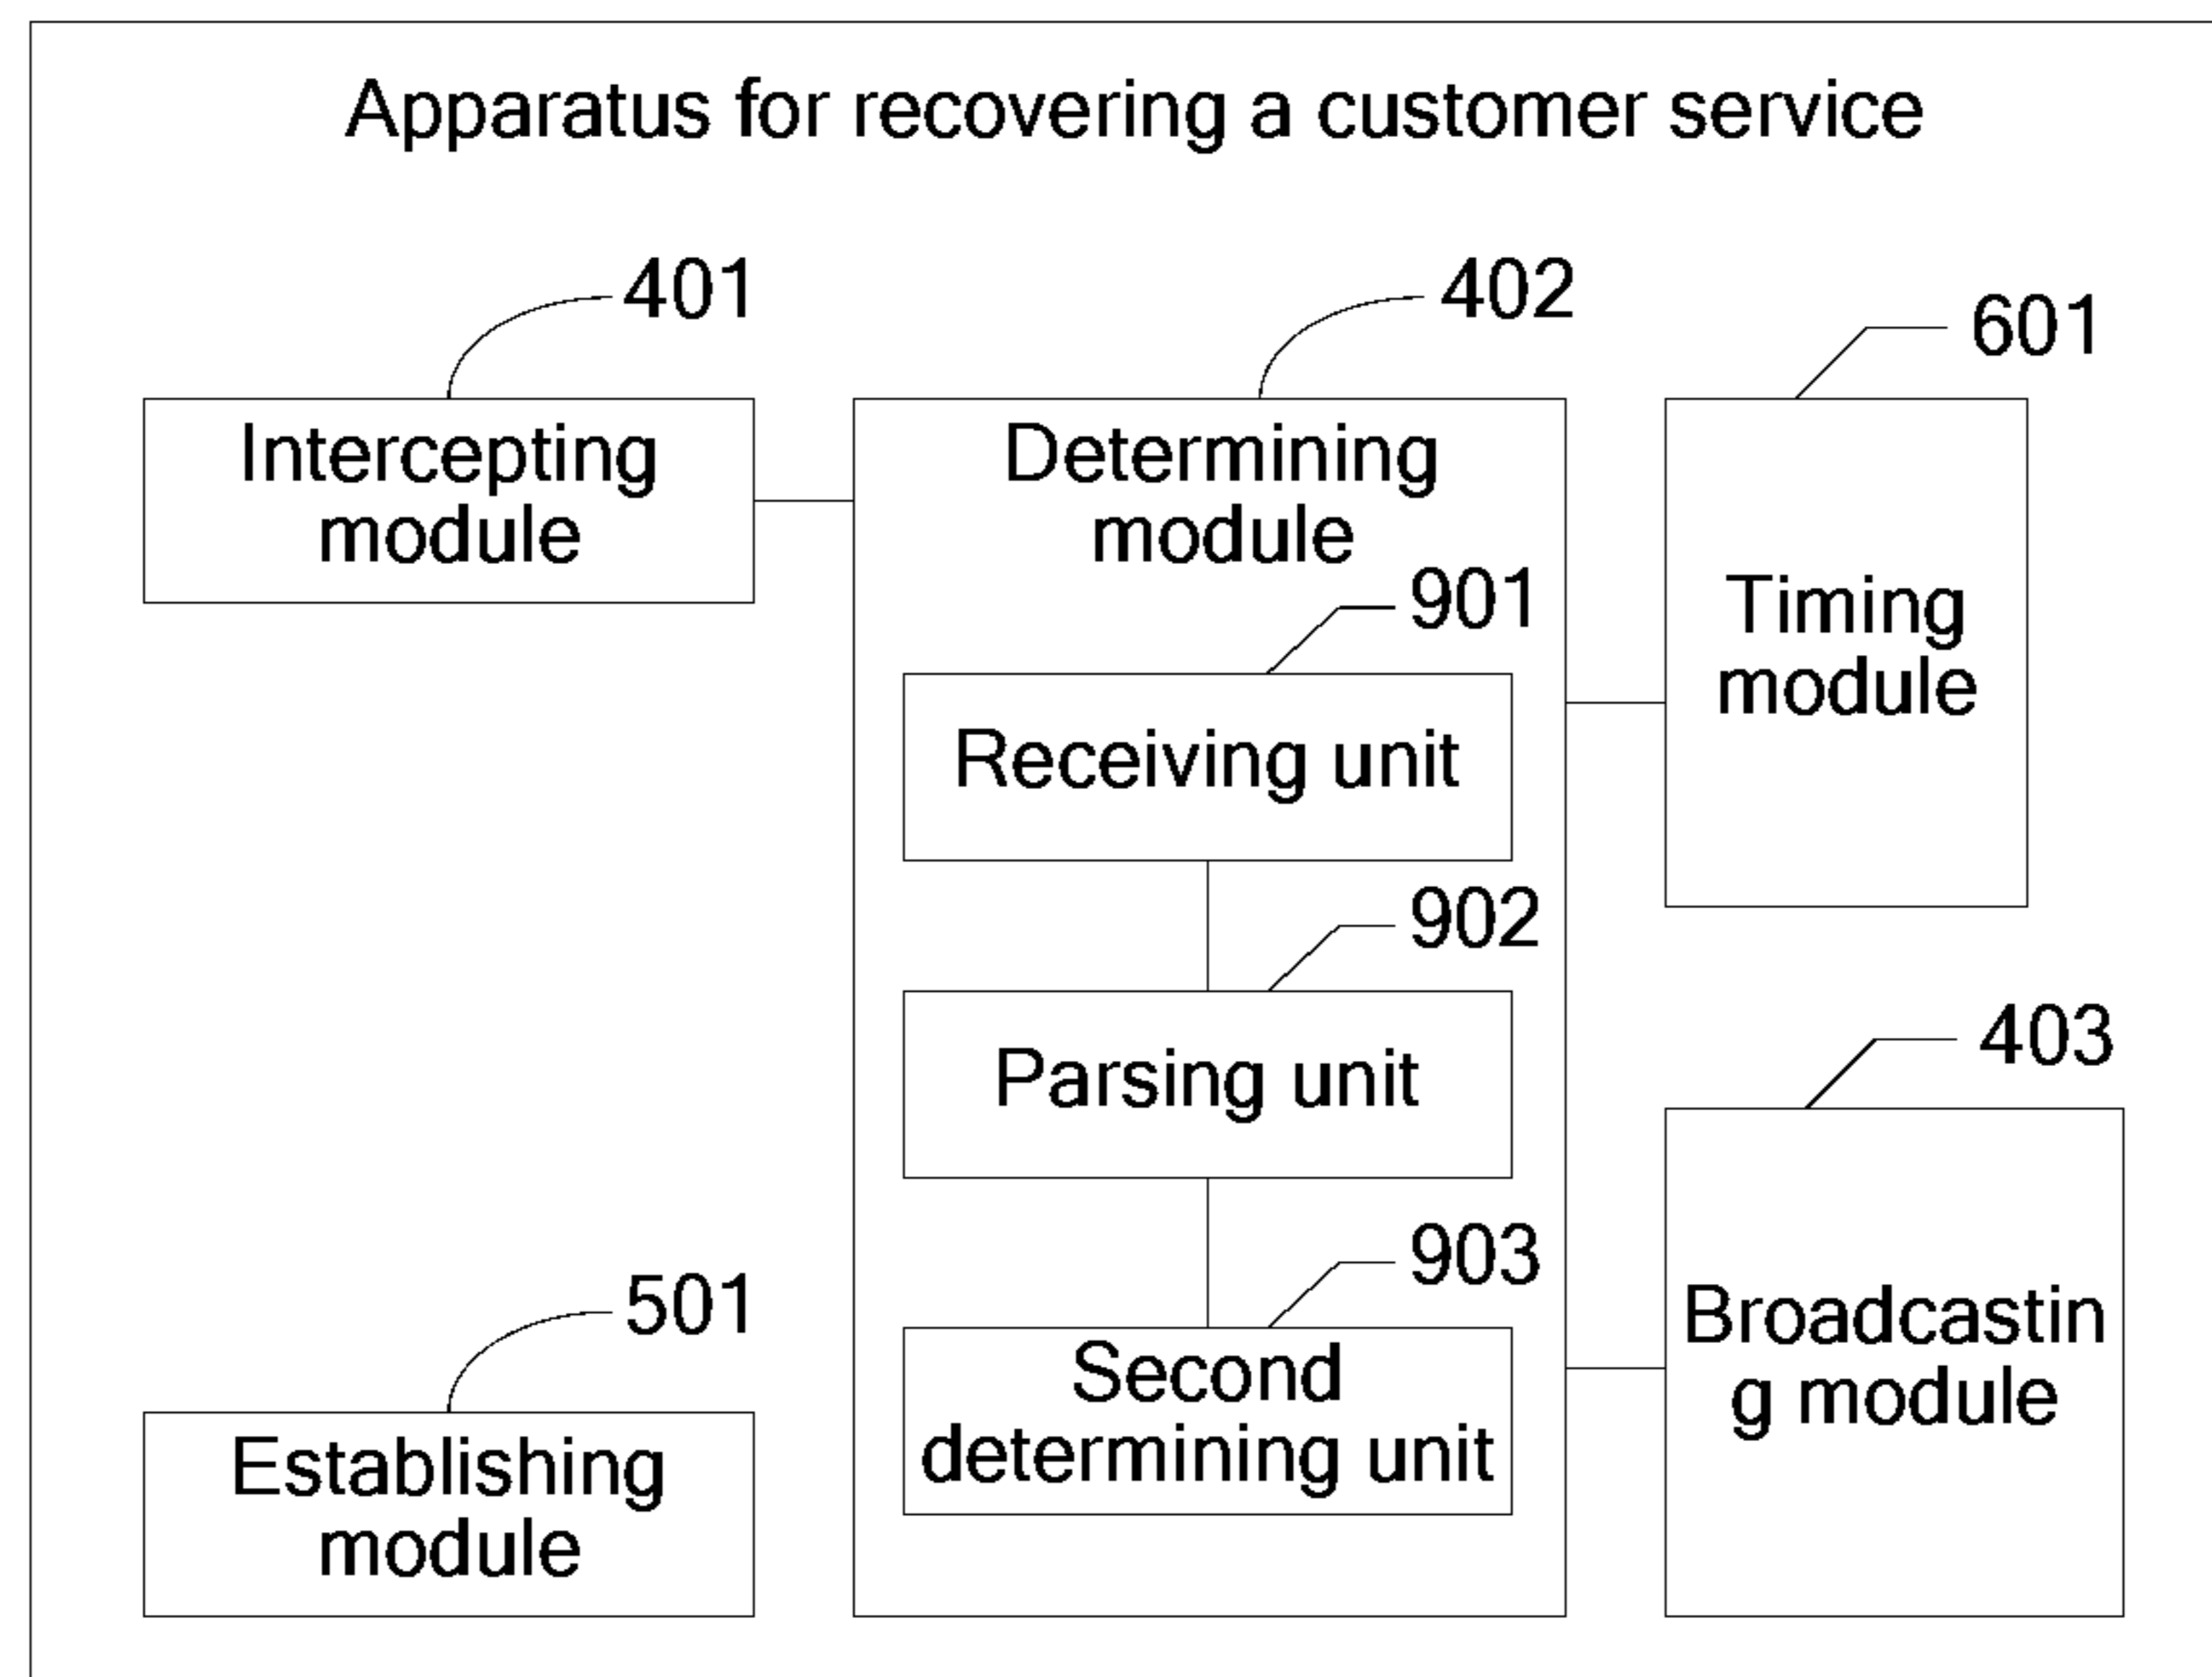 Apparatus for recovering a customer service
401
402
601
Intercepting
module
Determining
module
Timing
module
901
Receiving unit
902
Parsing unit
403
903
Second
determining unit
Broadcastin
g module
501
Establishing
module